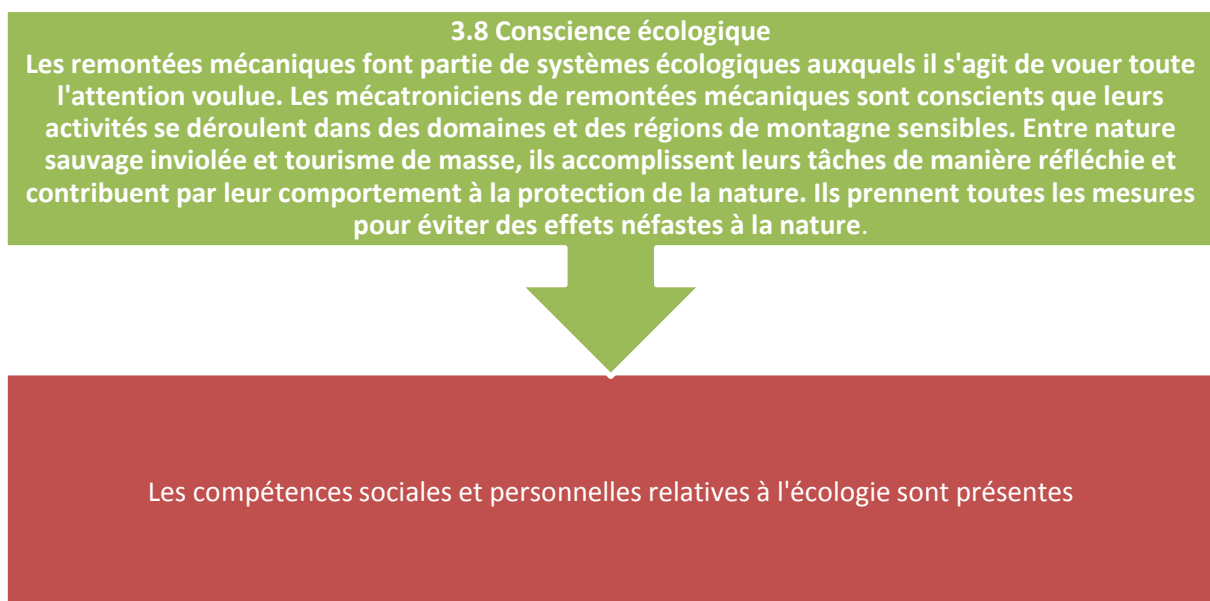 3.8 Conscience écologique
Les remontées mécaniques font partie de systèmes écologiques auxquels il s'agit de vouer toute
l'attention voulue. Les mécatroniciens de remontées mécaniques sont conscients que leurs
activités se déroulent dans des domaines et des régions de montagne sensibles. Entre nature
sauvage inviolée et tourisme de masse, ils accomplissent leurs tâches de manière réfléchie et
contribuent par leur comportement à la protection de la nature. Ils prennent toutes les mesures
pour éviter des effets néfastes à la nature.
Les compétences sociales et personnelles relatives à l'écologie sont présentes